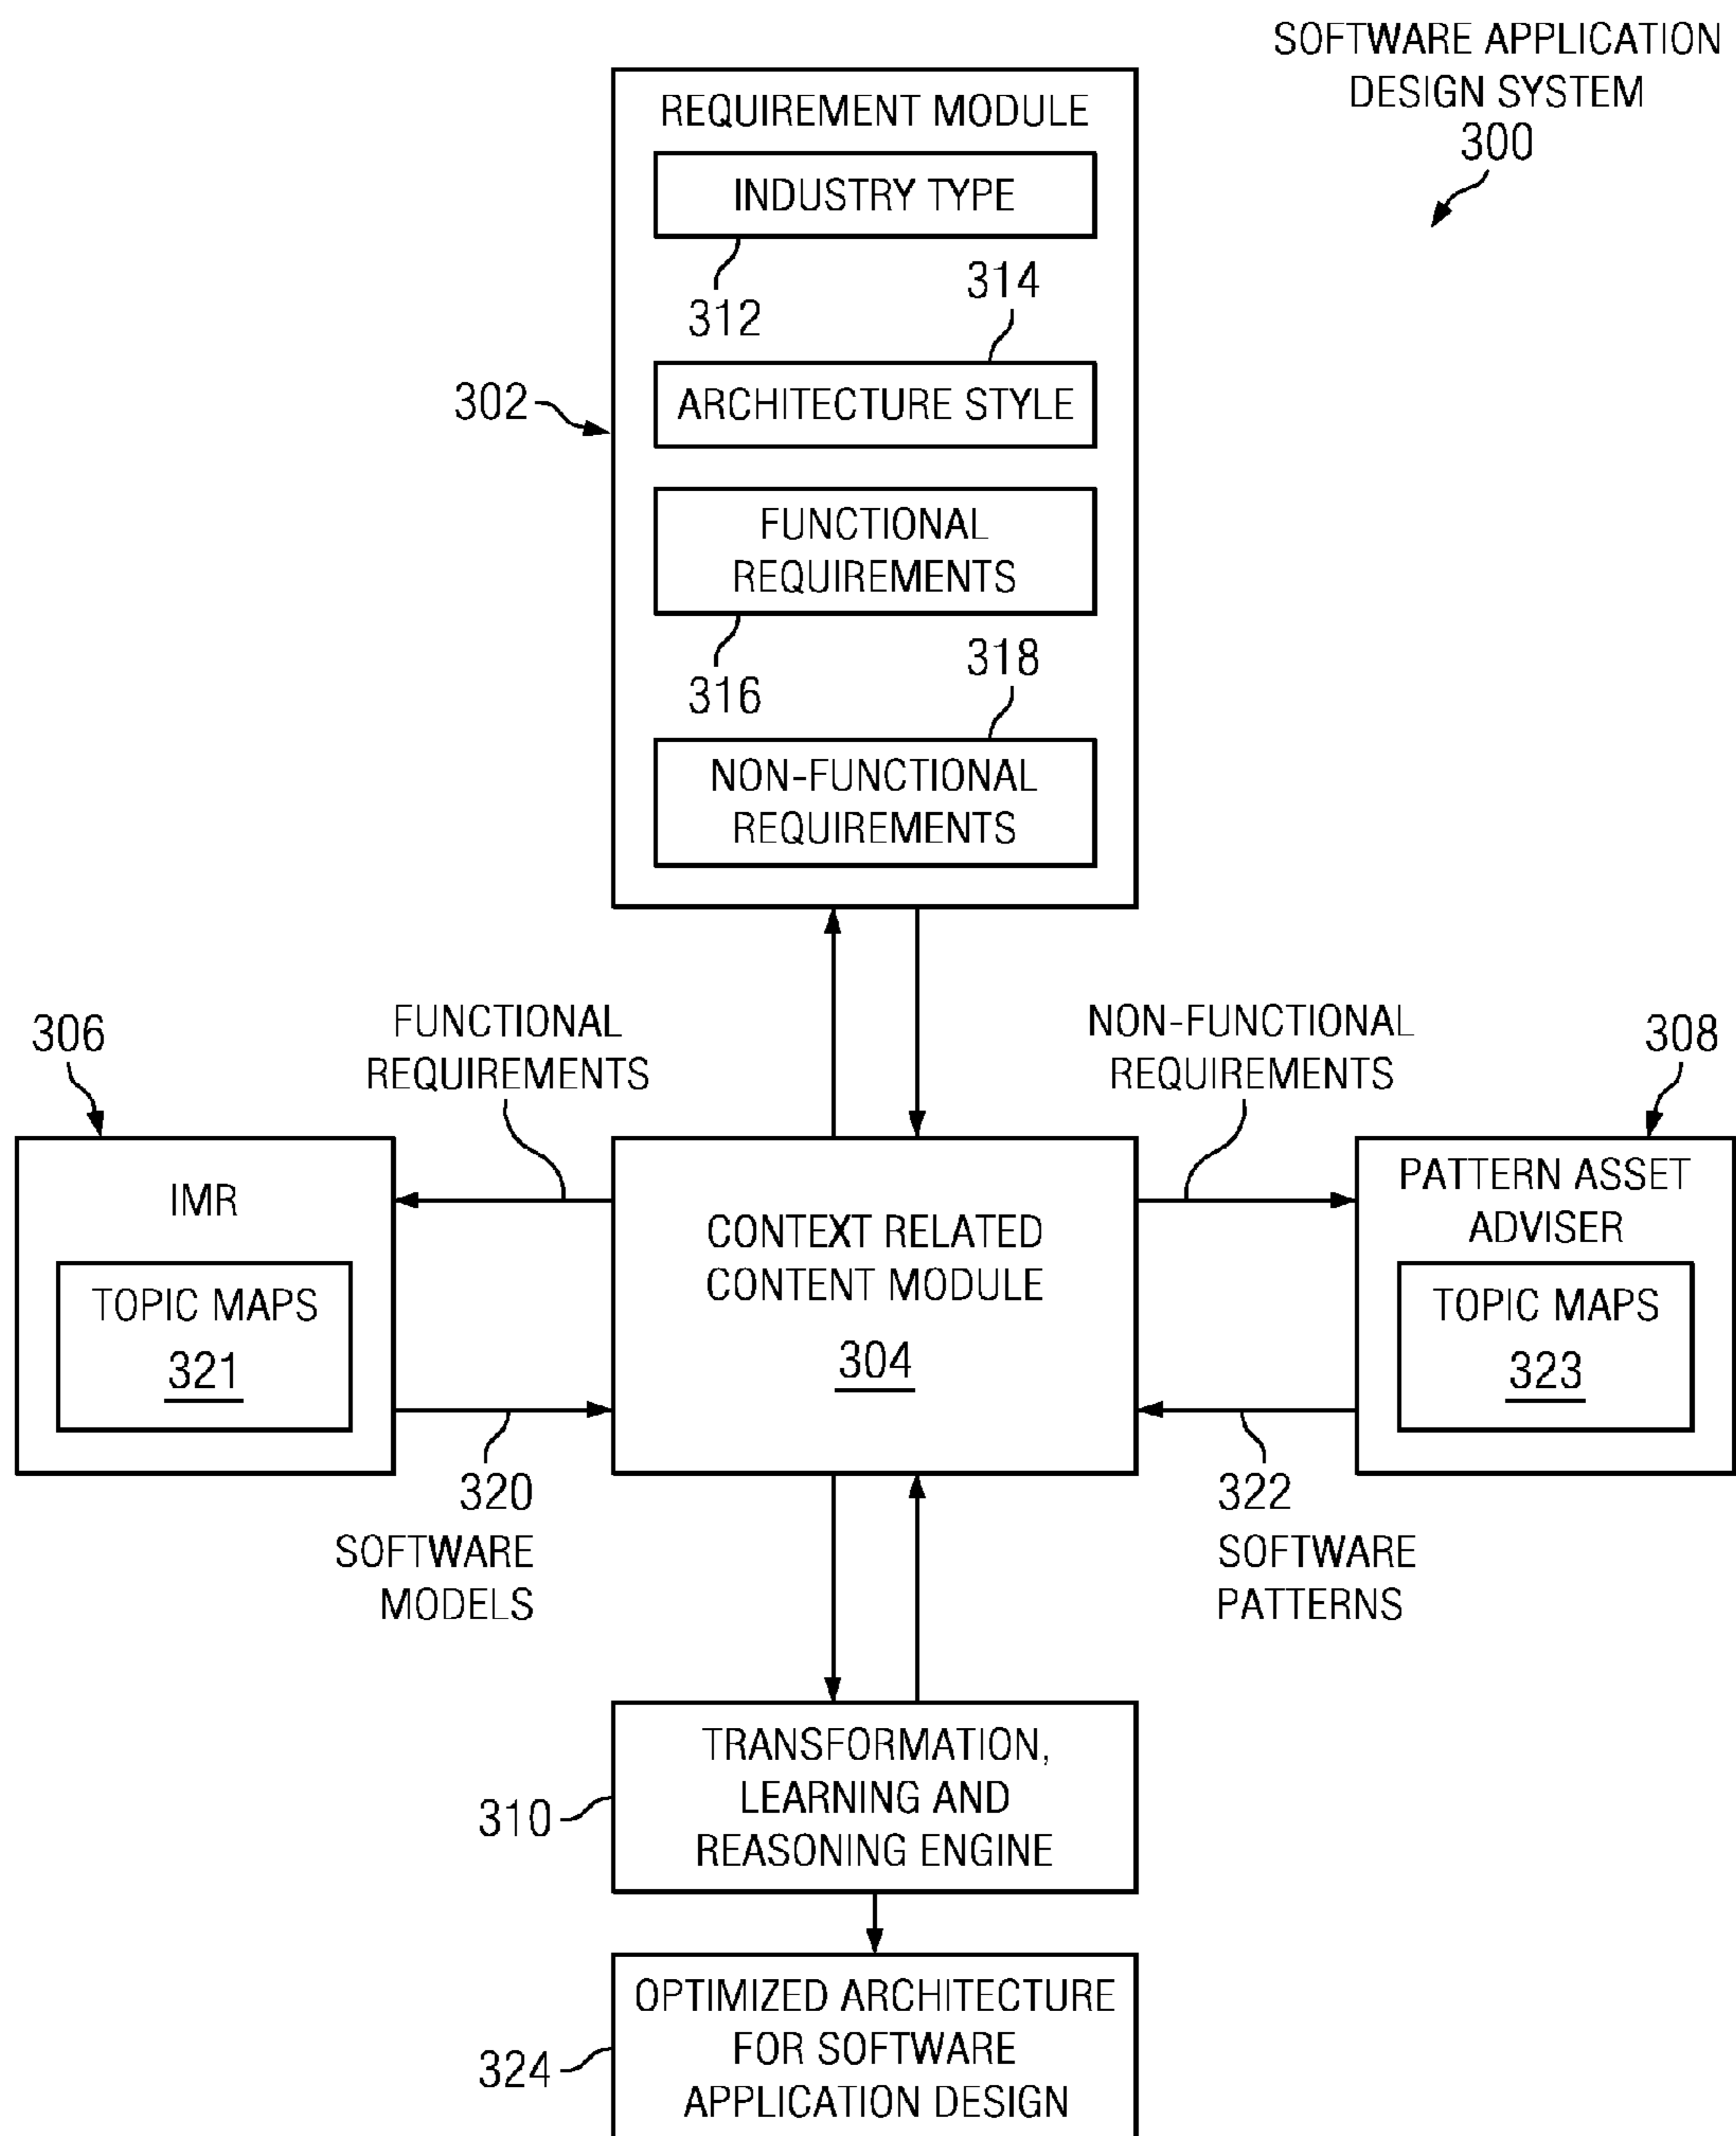 SOFTWARE APPLICATION
DESIGN SYSTEM
300
REQUIREMENT MODULE
INDUSTRY TYPE
312
314
302
ARCHITECTURE STYLE
FUNCTIONAL
REQUIREMENTS
316
318
NON-FUNCTIONAL
REQUIREMENTS
306
FUNCTIONAL
REQUIREMENTS
NON-FUNCTIONAL
REQUIREMENTS
308
IMR
TOPIC MAPS
321
CONTEXT RELATED
CONTENT MODULE
304
PATTERN ASSET
ADVISER
TOPIC MAPS
323
320
SOFTWARE
MODELS
322
SOFTWARE
PATTERNS
310
TRANSFORMATION,
LEARNING AND
REASONING ENGINE
324
OPTIMIZED ARCHITECTURE
FOR SOFTWARE
APPLICATION DESIGN